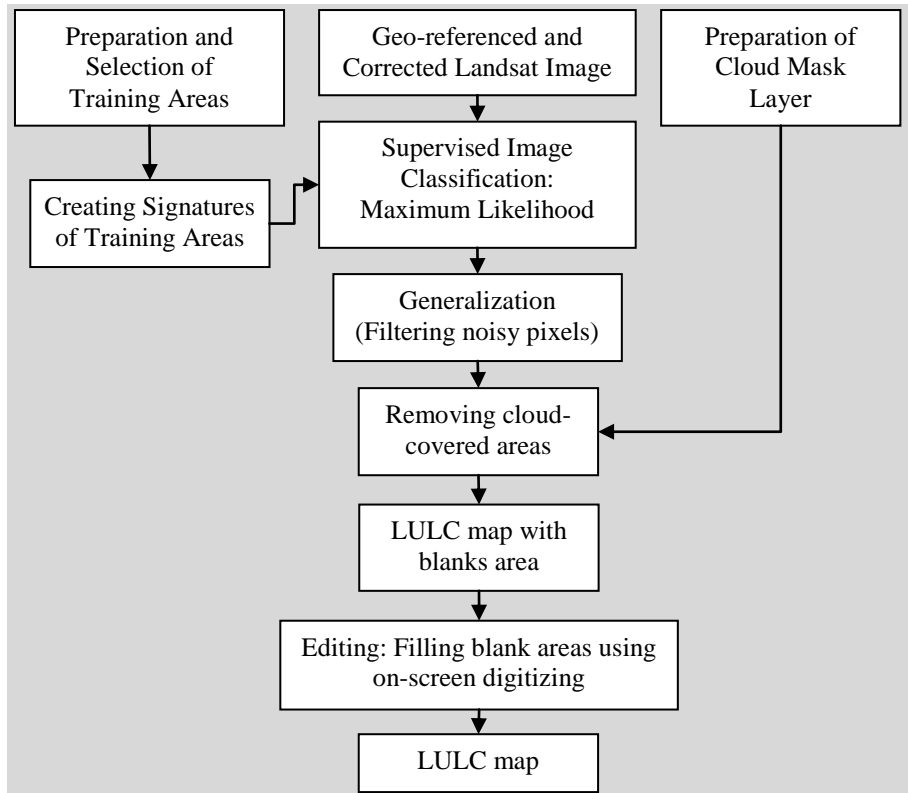 Preparation and
Selection of
Training Areas
Geo-referenced and
Corrected Landsat Image
Preparation of
Cloud Mask
Layer
Supervised Image
Classification:
Maximum Likelihood
Creating Signatures
of Training Areas
Generalization
(Filtering noisy pixels)
Removing cloud-
covered areas
LULC map with
blanks area
Editing: Filling blank areas using
on-screen digitizing
LULC map